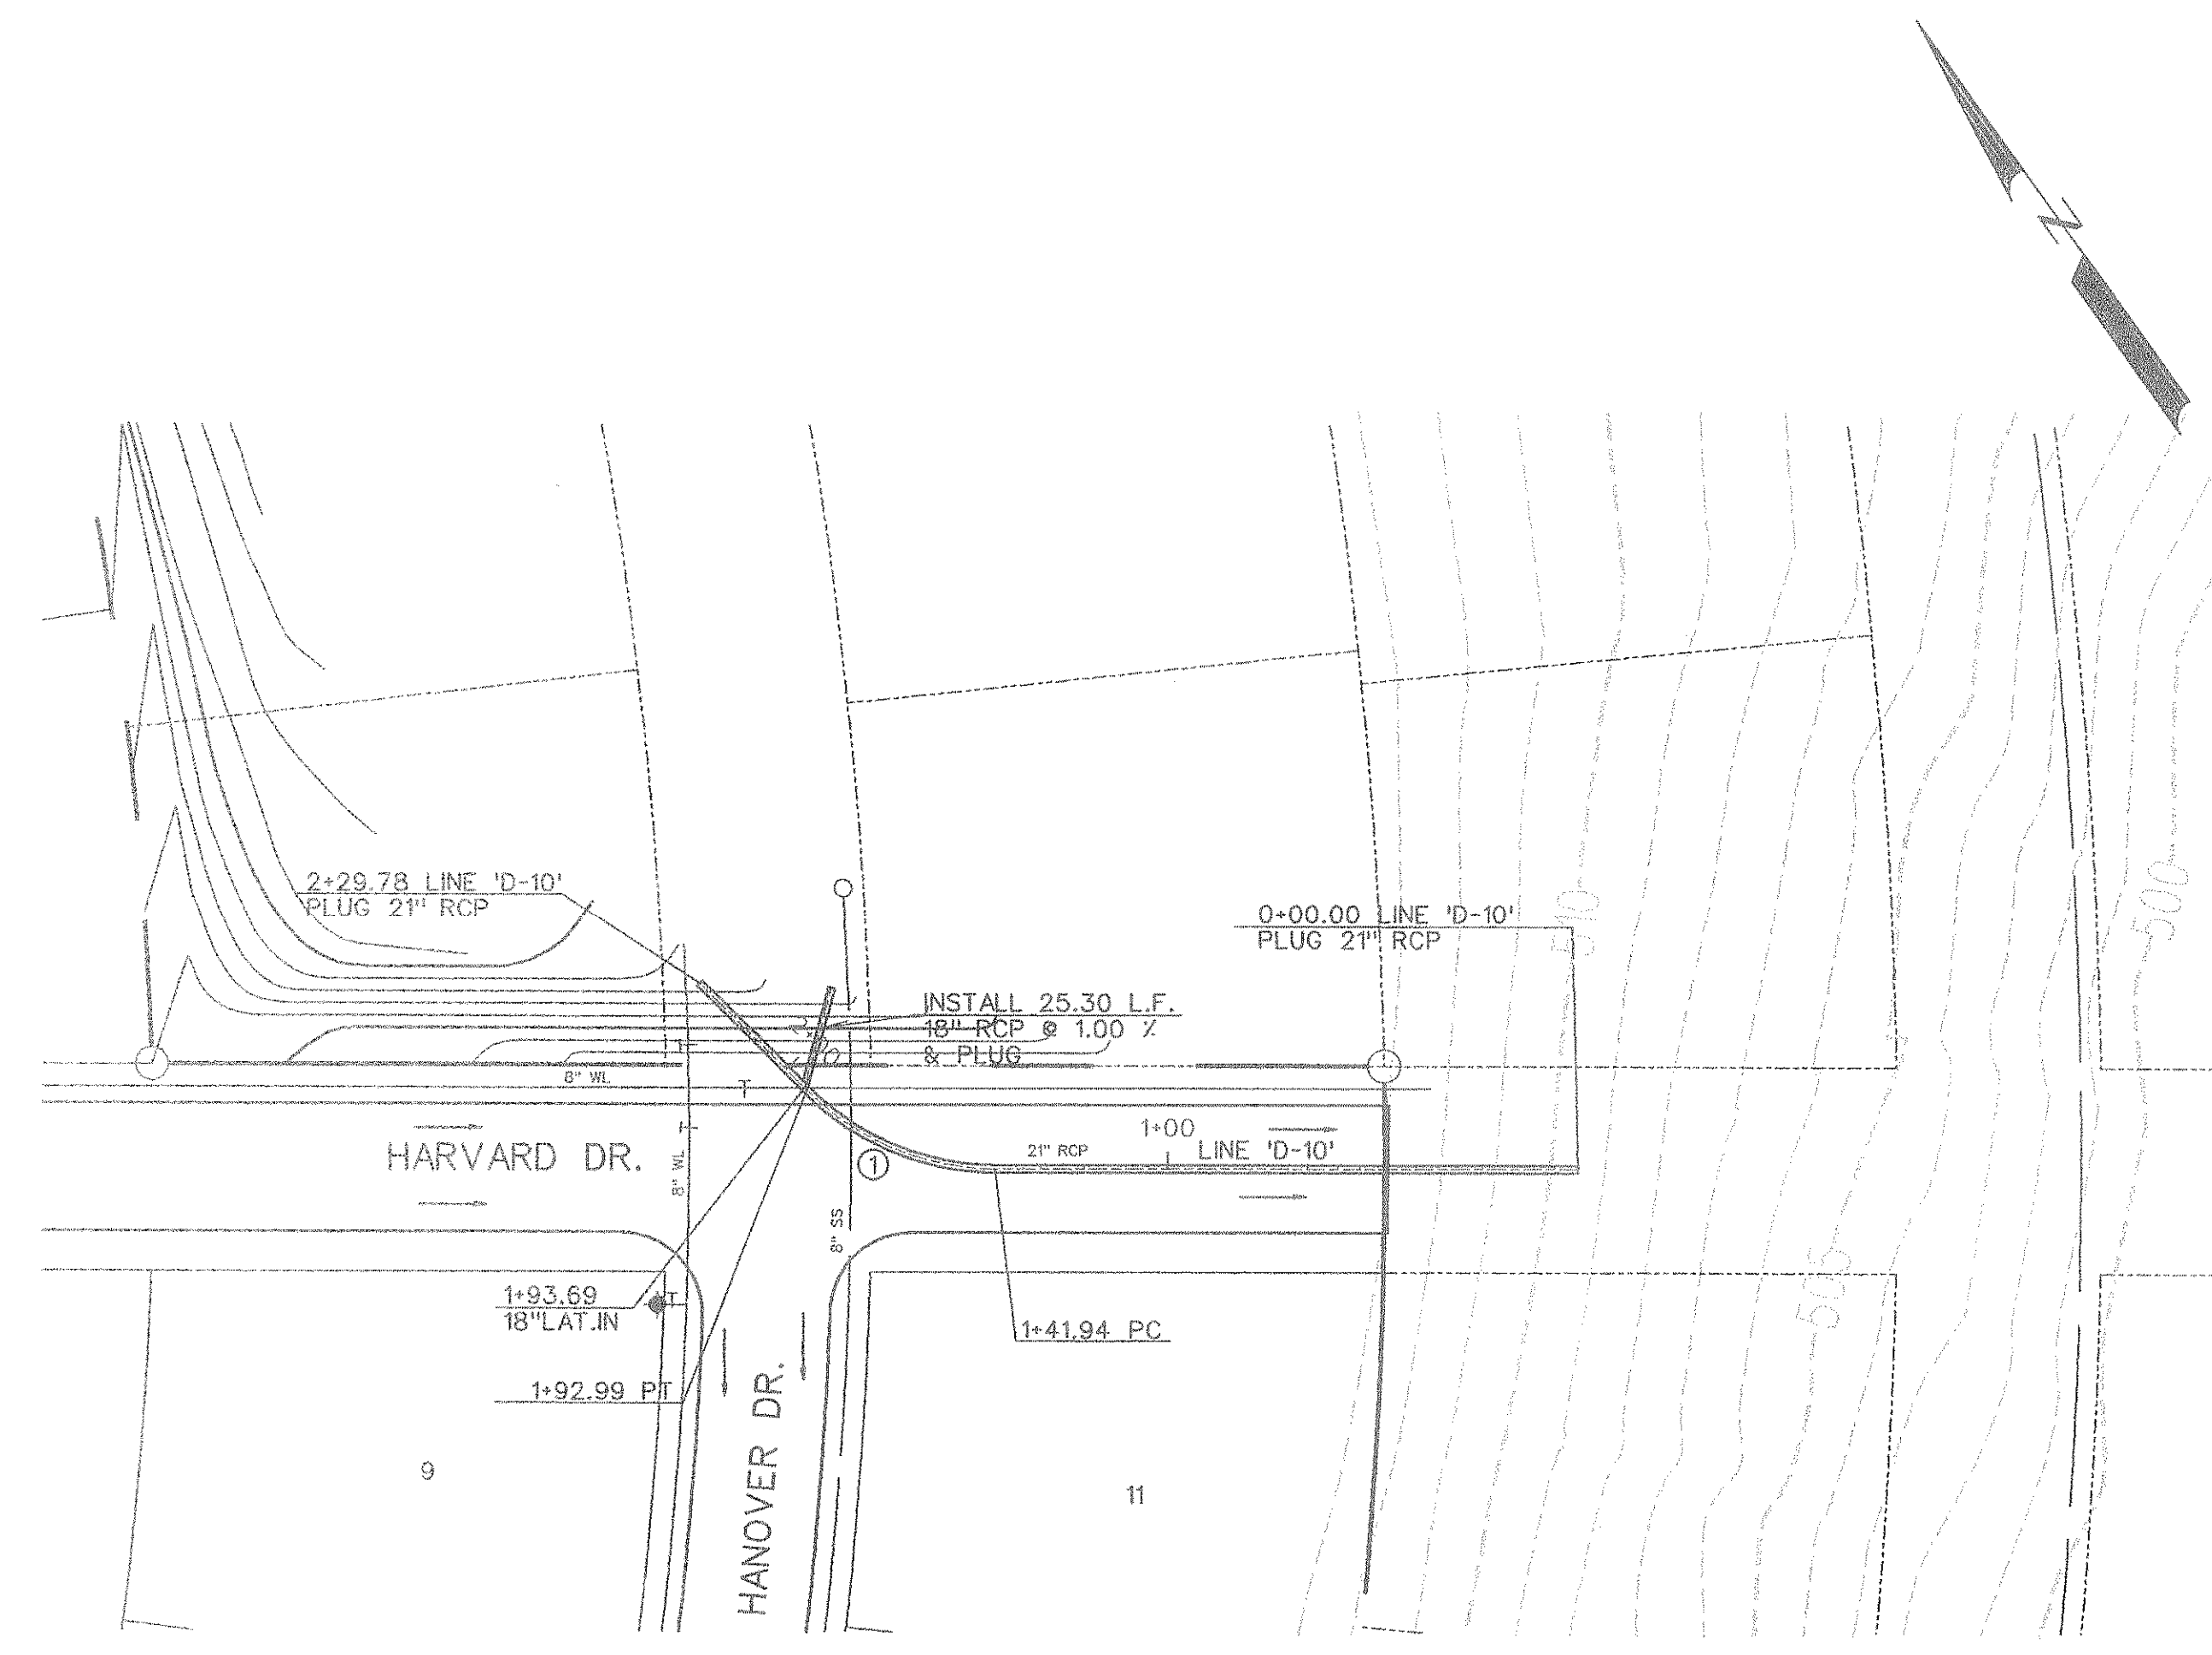 N
2+29.78 LINE 'D-10'
PLUG 21" RCP
0+00.00 LINE 'D-10'
PLUG 21" RCP
510
500
INSTALL 25.30 L.F.
18" RCP @ 1.00 %
& PLUG
8" WL
HARVARD DR.
8" WL
1
21" RCP
1+00
LINE 'D-10'
8" SS
505
1+93.69
18"LAT.IN
1+41.94 PC
1+92.99 PT
HANOVER DR.
9
11